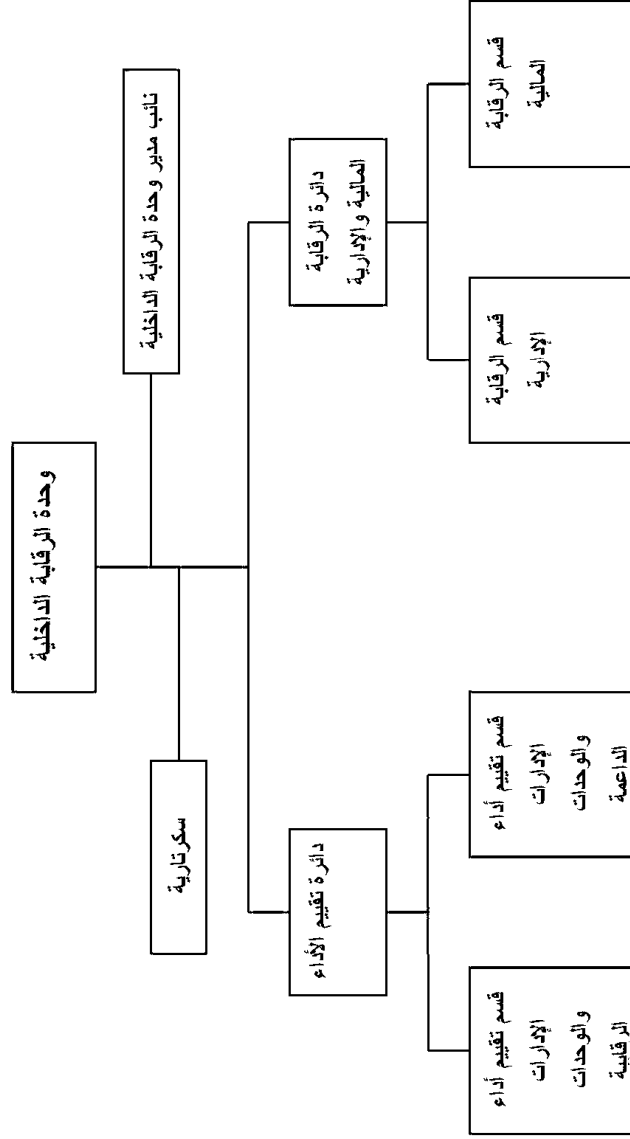 وحدة الرقابة الداخلية
نائب مدير وحدة الرقابة الداخلية
سكرتارية
دائرة الرقابة
المالية والإدارية
دائرة تقييم الأداء
قسم الرقابة
المالية
قسم الرقابة
الإدارية
قسم تقييم أداء
الإدارات
والوحدات
الداعمة
قسم تقييم أداء
الإدارات
والوحدات
الرقابية